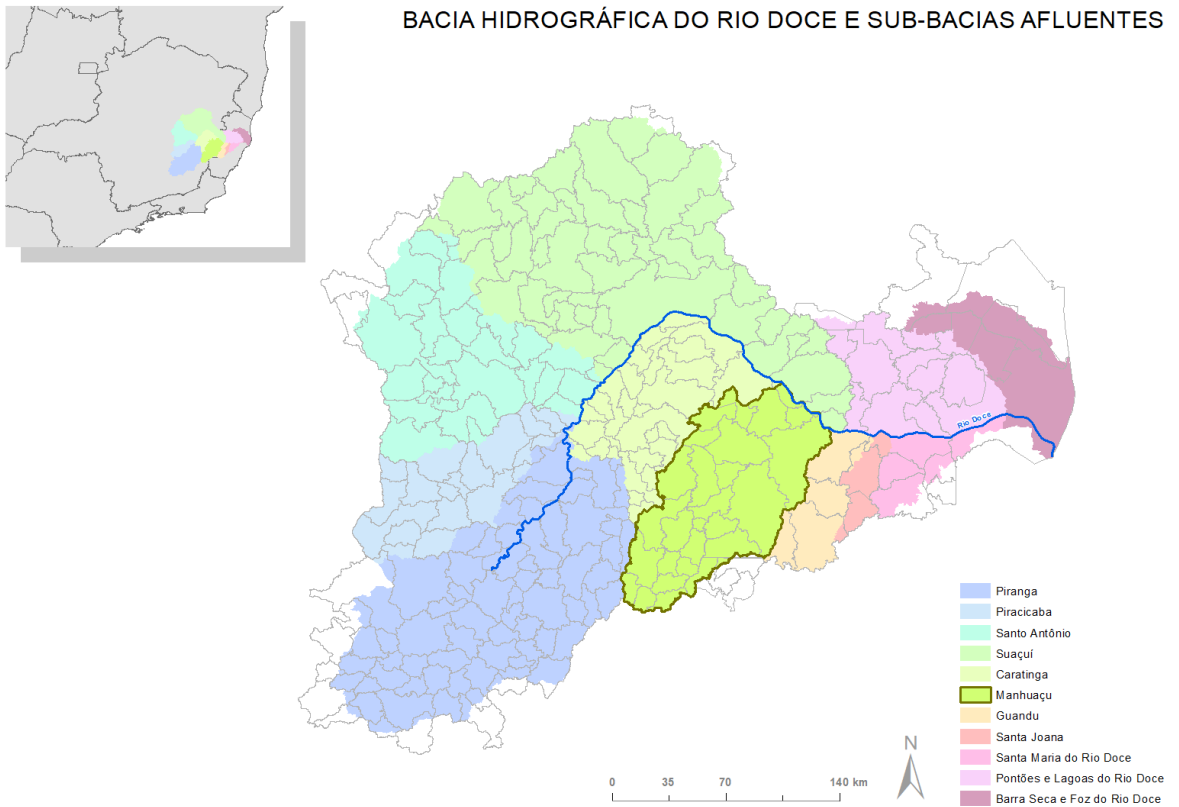 BACIA HIDROGRÁFICA DO RIO DOCE E SUB-BACIAS AFLUENTES
Rio Doce
Piranga
Piracicaba
Santo Antônio
Suaçuí
Caratinga
Manhuaçu
Guandu
Santa Joana
Santa Maria do Rio Doce
Pontões e Lagoas do Rio Doce
Barra Seca e Foz do Rio Doce
N
0 35 70 140 km